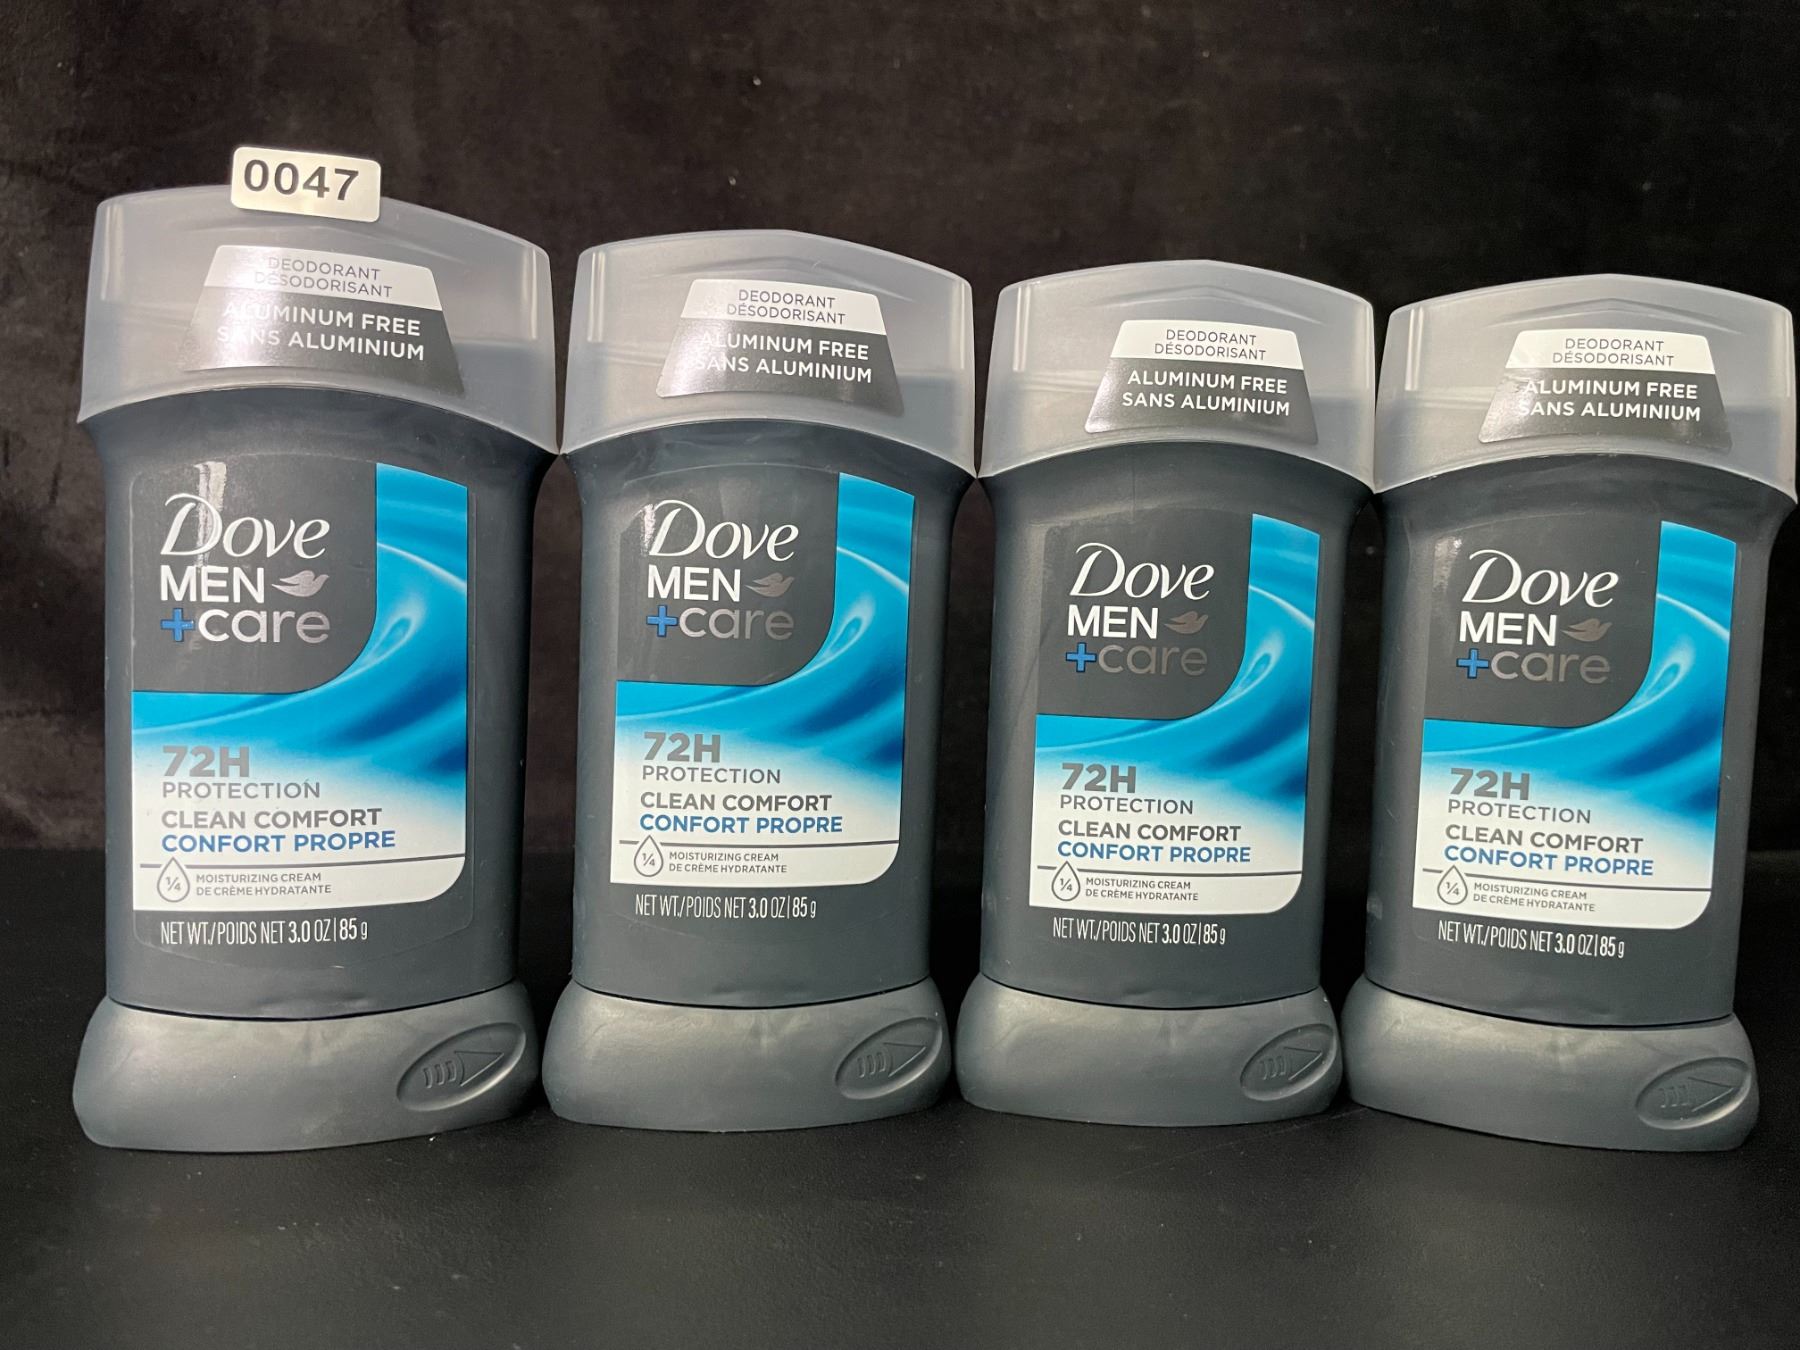 0047
DEODORANT
DÉSODORISANT
ALUMINUM FREE
SANS ALUMINIUM
Dove
MEN
+care
72H
PROTECTION
CLEAN COMFORT
CONFORT PROPRE
1/4 MOISTURIZING CREAM
DE CRÈME HYDRATANTE
NET WT./POIDS NET 3.0 OZ|85 g
DEODORANT
DÉSODORISANT
ALUMINUM FREE
SANS ALUMINIUM
Dove
MEN
+care
72H
PROTECTION
CLEAN COMFORT
CONFORT PROPRE
1/4 MOISTURIZING CREAM
DE CRÈME HYDRATANTE
NET WT./POIDS NET 3.0 OZ|85 g
DEODORANT
DÉSODORISANT
ALUMINUM FREE
SANS ALUMINIUM
Dove
MEN
+care
72H
PROTECTION
CLEAN COMFORT
CONFORT PROPRE
1/4 MOISTURIZING CREAM
DE CRÈME HYDRATANTE
NET WT./POIDS NET 3.0 OZ|85 g
DEODORANT
DÉSODORISANT
ALUMINUM FREE
SANS ALUMINIUM
Dove
MEN
+care
72H
PROTECTION
CLEAN COMFORT
CONFORT PROPRE
1/4 MOISTURIZING CREAM
DE CRÈME HYDRATANTE
NET WT./POIDS NET 3.0 OZ|85 g